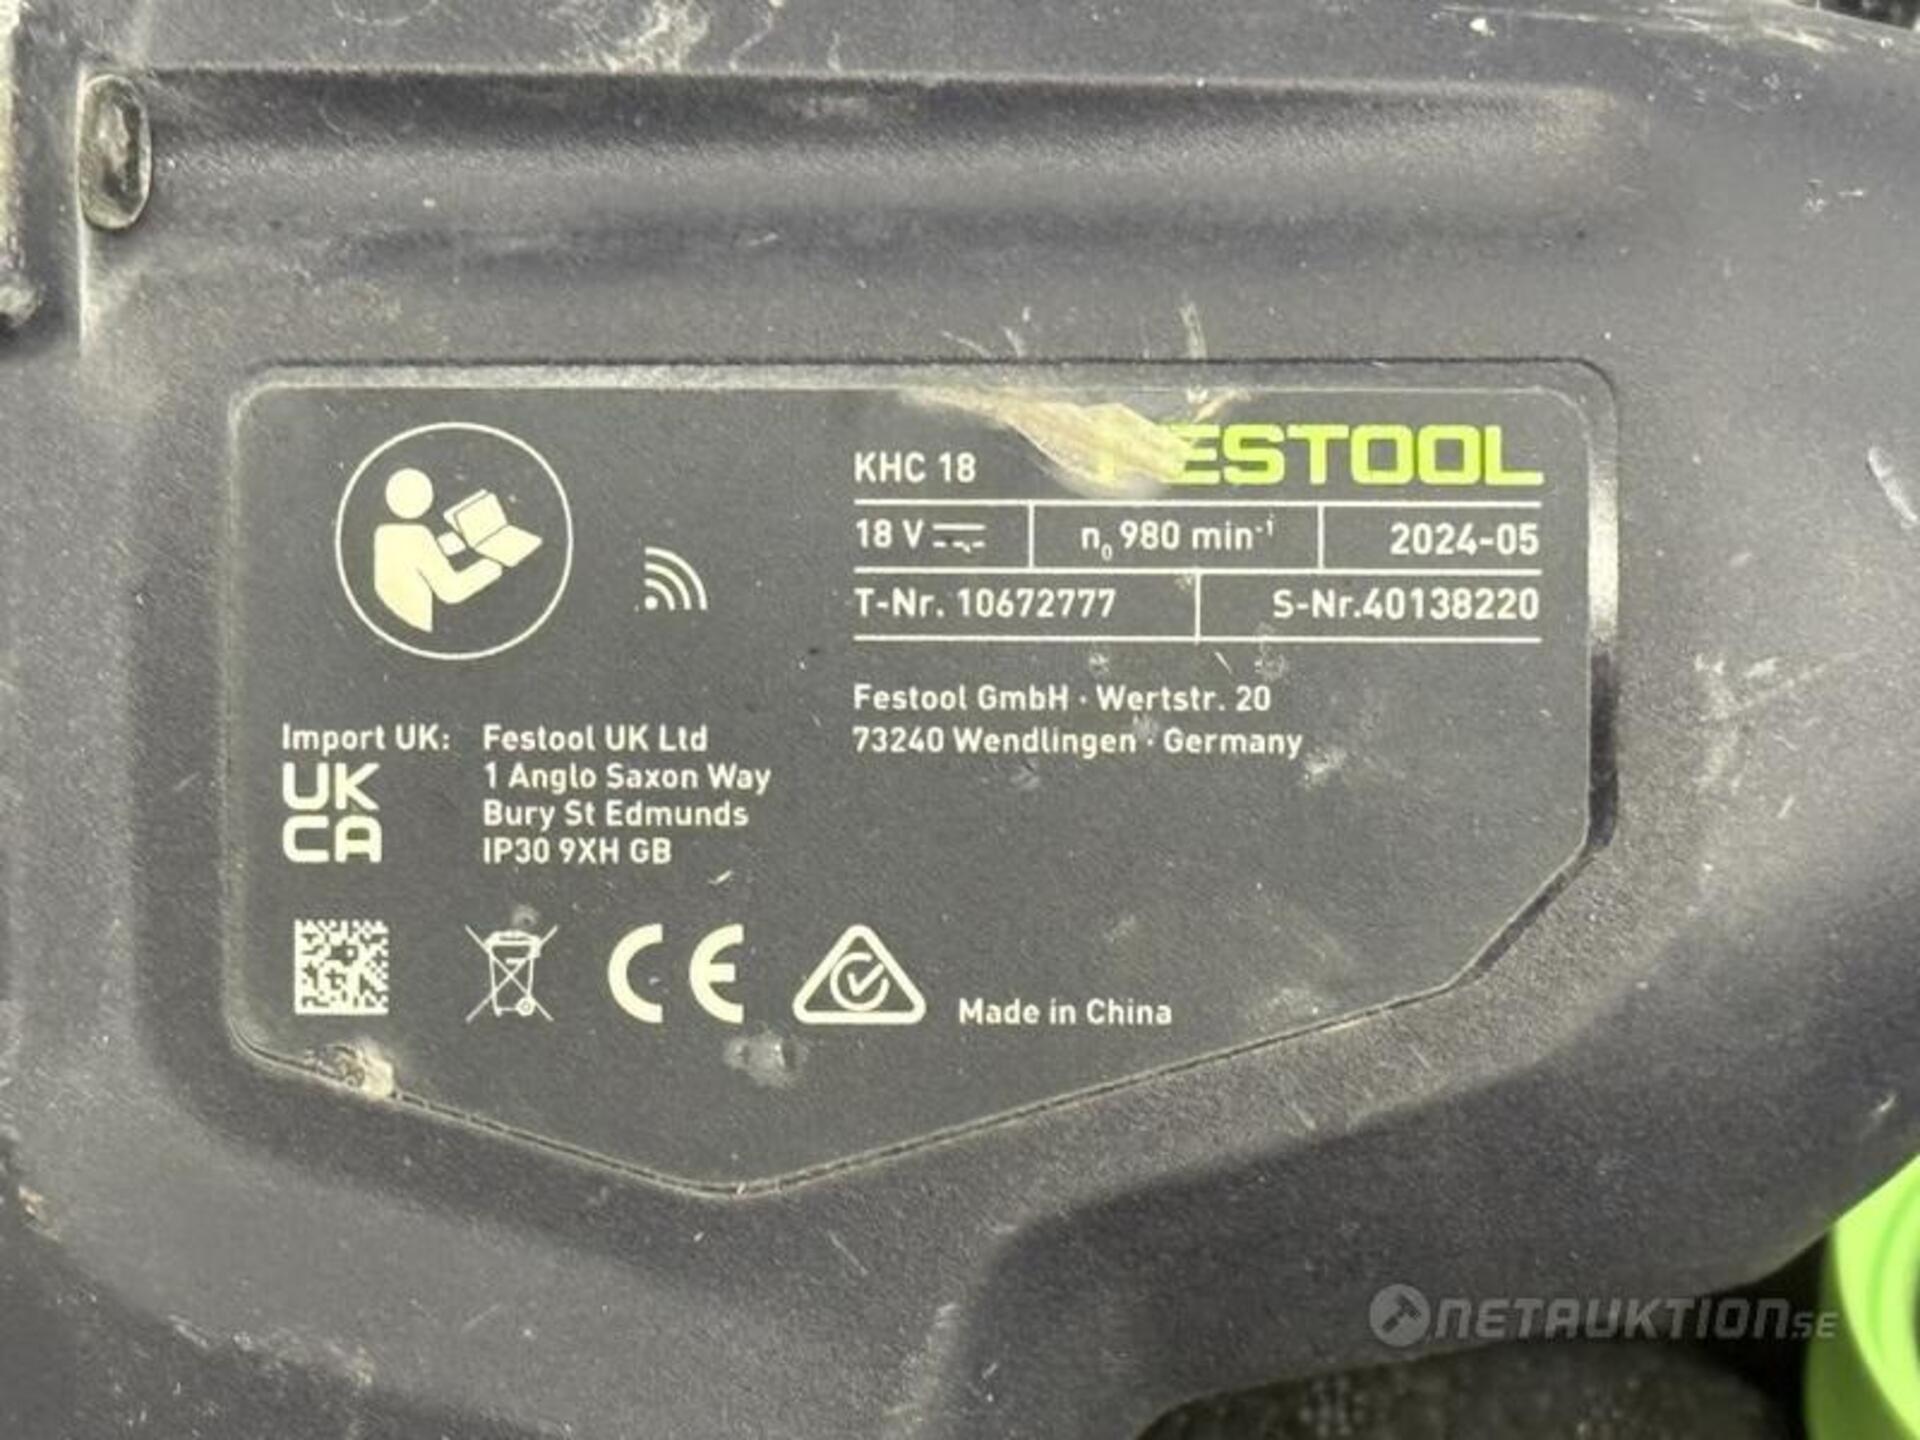 KHC 18 FESTOOL
18 V n₀ 980 min⁻¹ 2024-05
T-Nr. 10672777 S-Nr.40138220
Festool GmbH · Wertstr. 20
73240 Wendlingen · Germany
Import UK: Festool UK Ltd
1 Anglo Saxon Way
Bury St Edmunds
IP30 9XH GB
UK
CA
CE
Made in China
NETAUKTION.SE